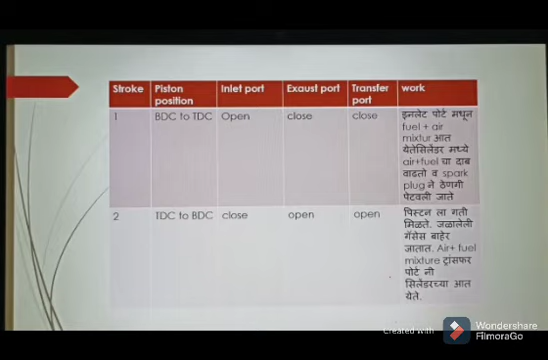 Stroke Piston position Inlet port Exaust port Transfer port work
1 BDC to TDC Open close close इनलेट पोर्ट मधून
fuel + air
mixtur आत
येतेसिलेंडर मध्ये
air+fuel चा दाब
वाढतो व spark
plug ने ठेणगी
पेटवली जाते
2 TDC to BDC close open open पिस्टन ला गती
मिळते. जळालेली
गॅसेस बाहेर
जातात. Air+ fuel
mixture ट्रांसफर
पोर्ट नी
सिलेंडरच्या आत
येते.
Created With
Wondershare
FilmoraGo